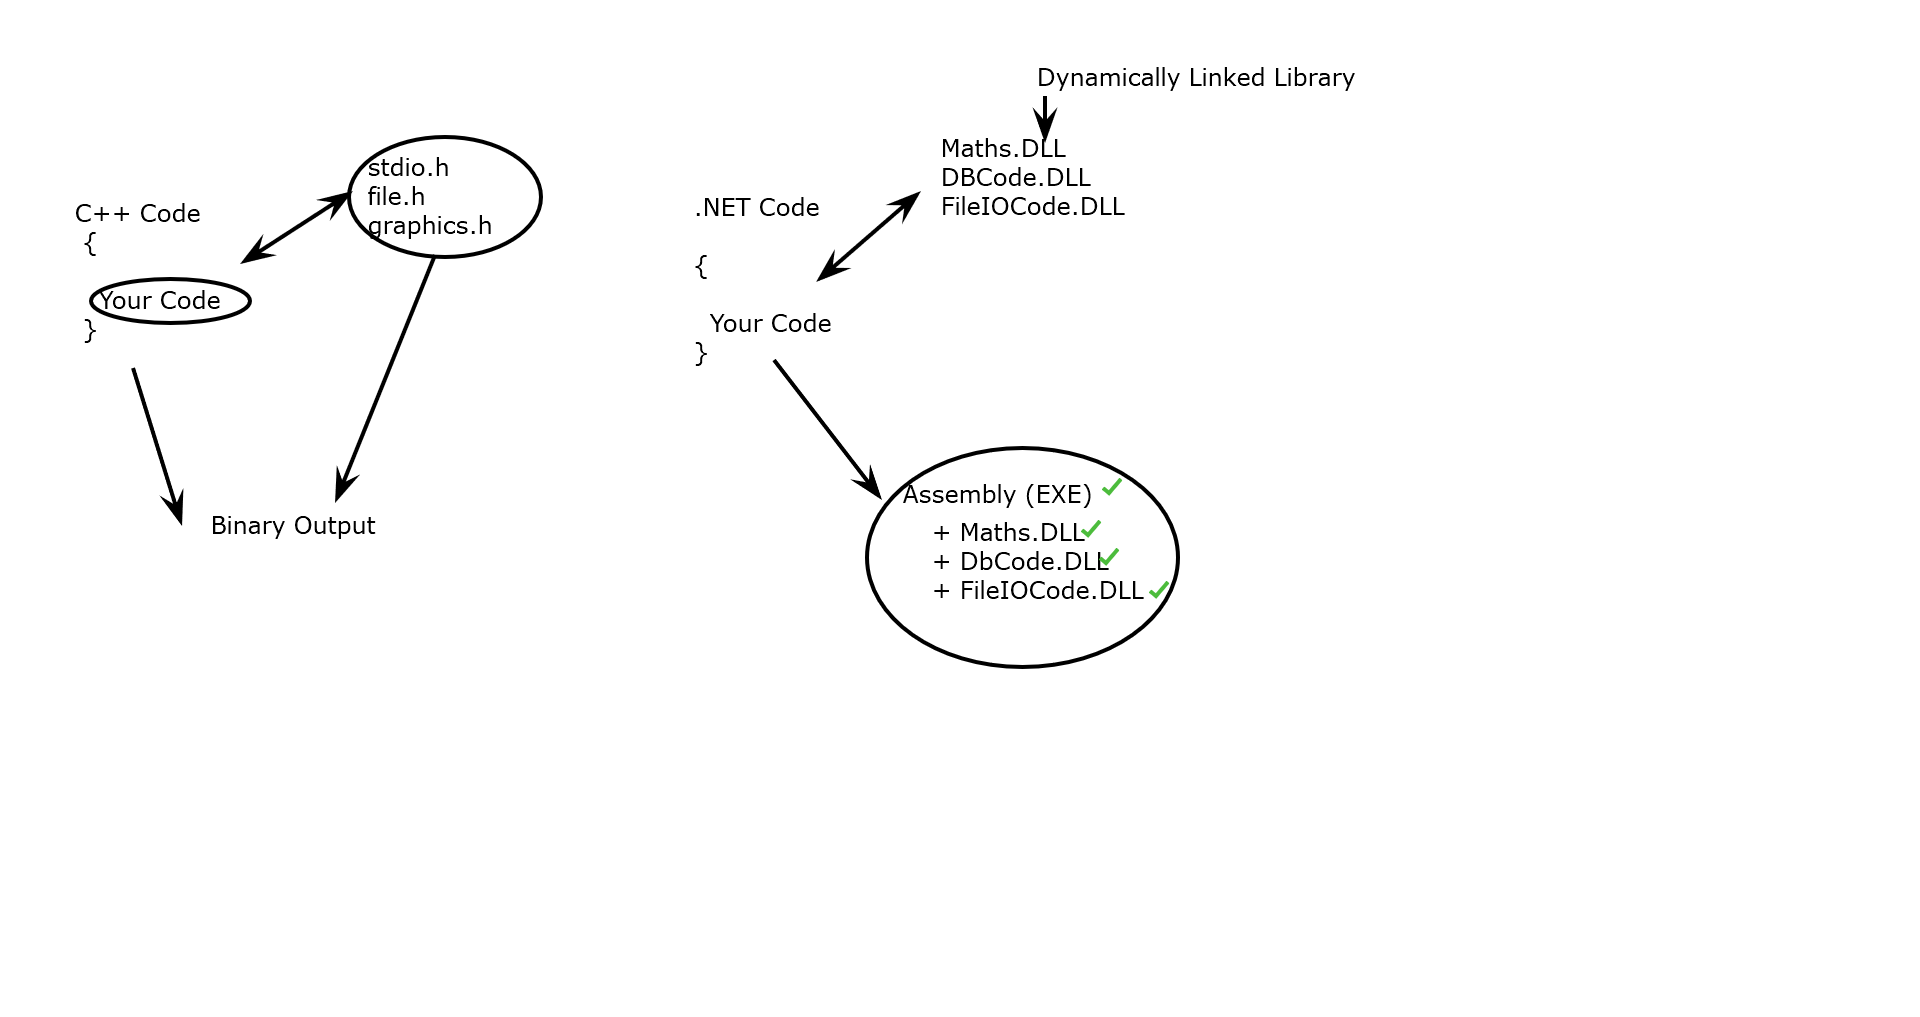 C++ Code
{
Your Code
}
stdio.h
file.h
graphics.h
Binary Output
Dynamically Linked Library
Maths.DLL
DBCode.DLL
FileIOCode.DLL
.NET Code
{
Your Code
}
Assembly (EXE)
+ Maths.DLL
+ DbCode.DLL
+ FileIOCode.DLL